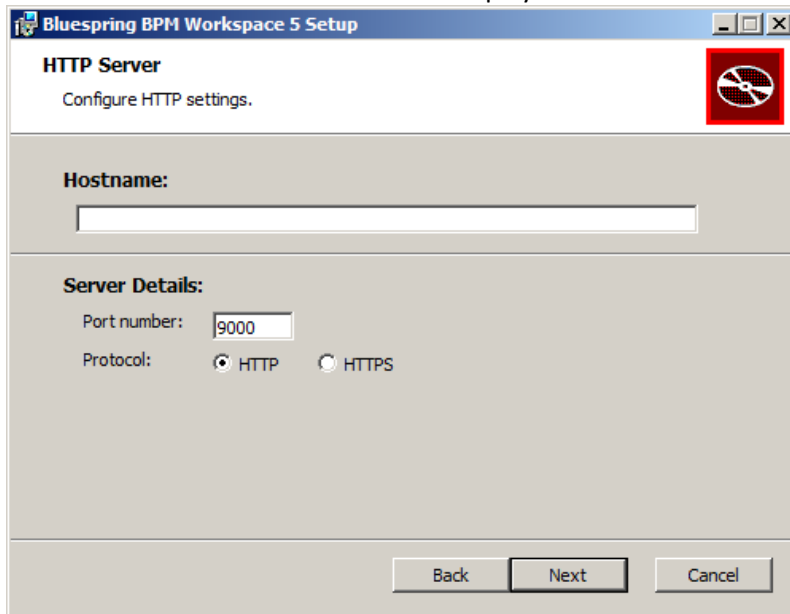 Bluespring BPM Workspace 5 Setup
HTTP Server
Configure HTTP settings.
Hostname:
Server Details:
Port number: 9000
Protocol: HTTP HTTPS
Back Next Cancel